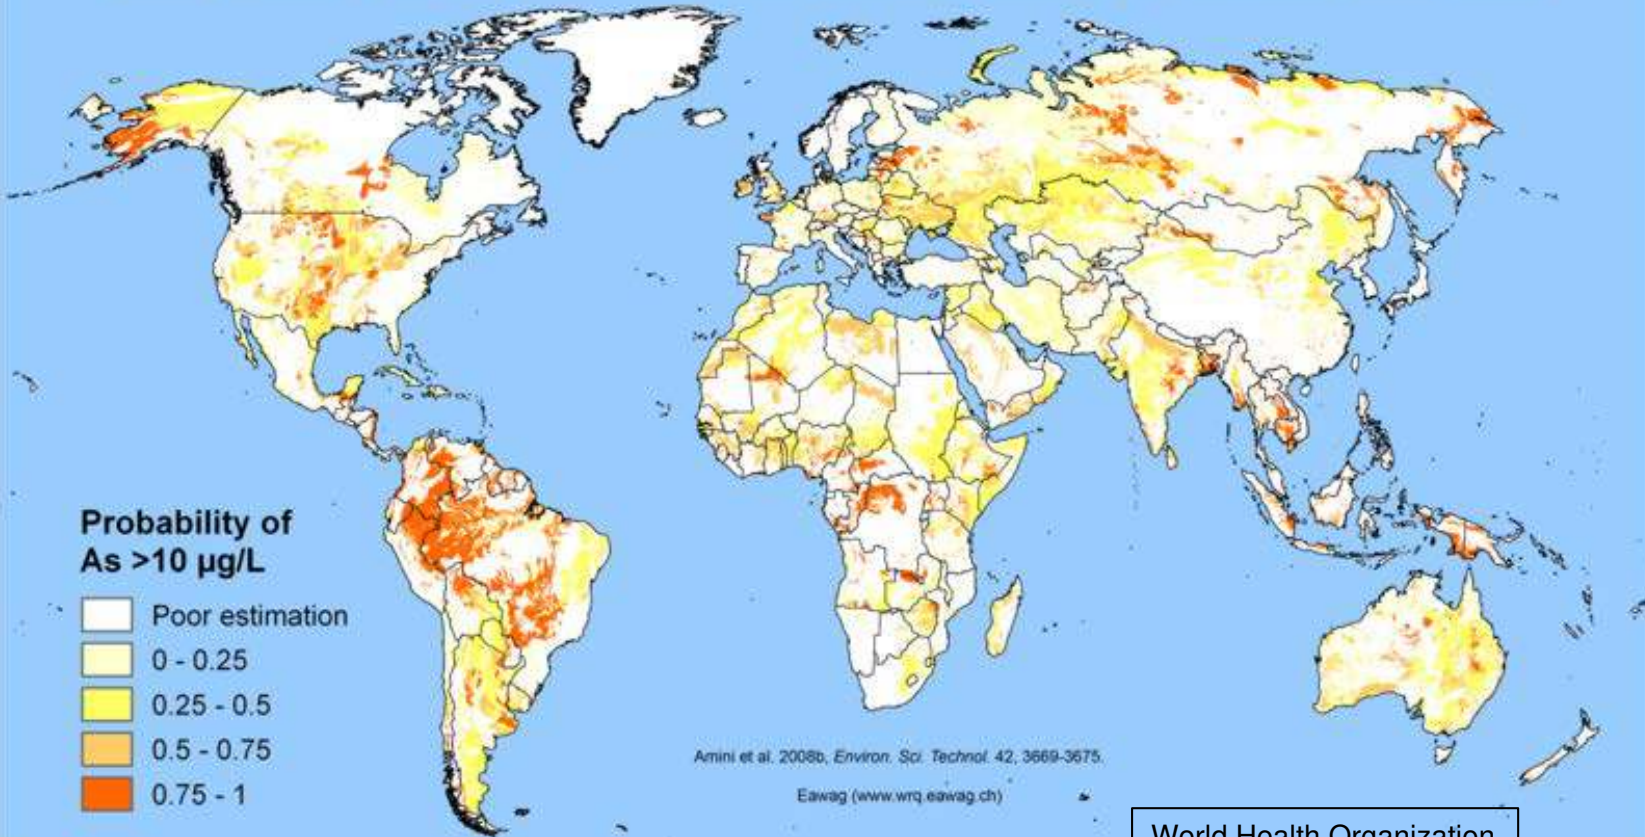 Probability of
As >10 µg/L
Poor estimation
0 - 0.25
0.25 - 0.5
0.5 - 0.75
0.75 - 1
Amini et al. 2008b, Environ. Sci. Technol. 42, 3669-3675.
Eawag (www.wrq.eawag.ch)
World Health Organization